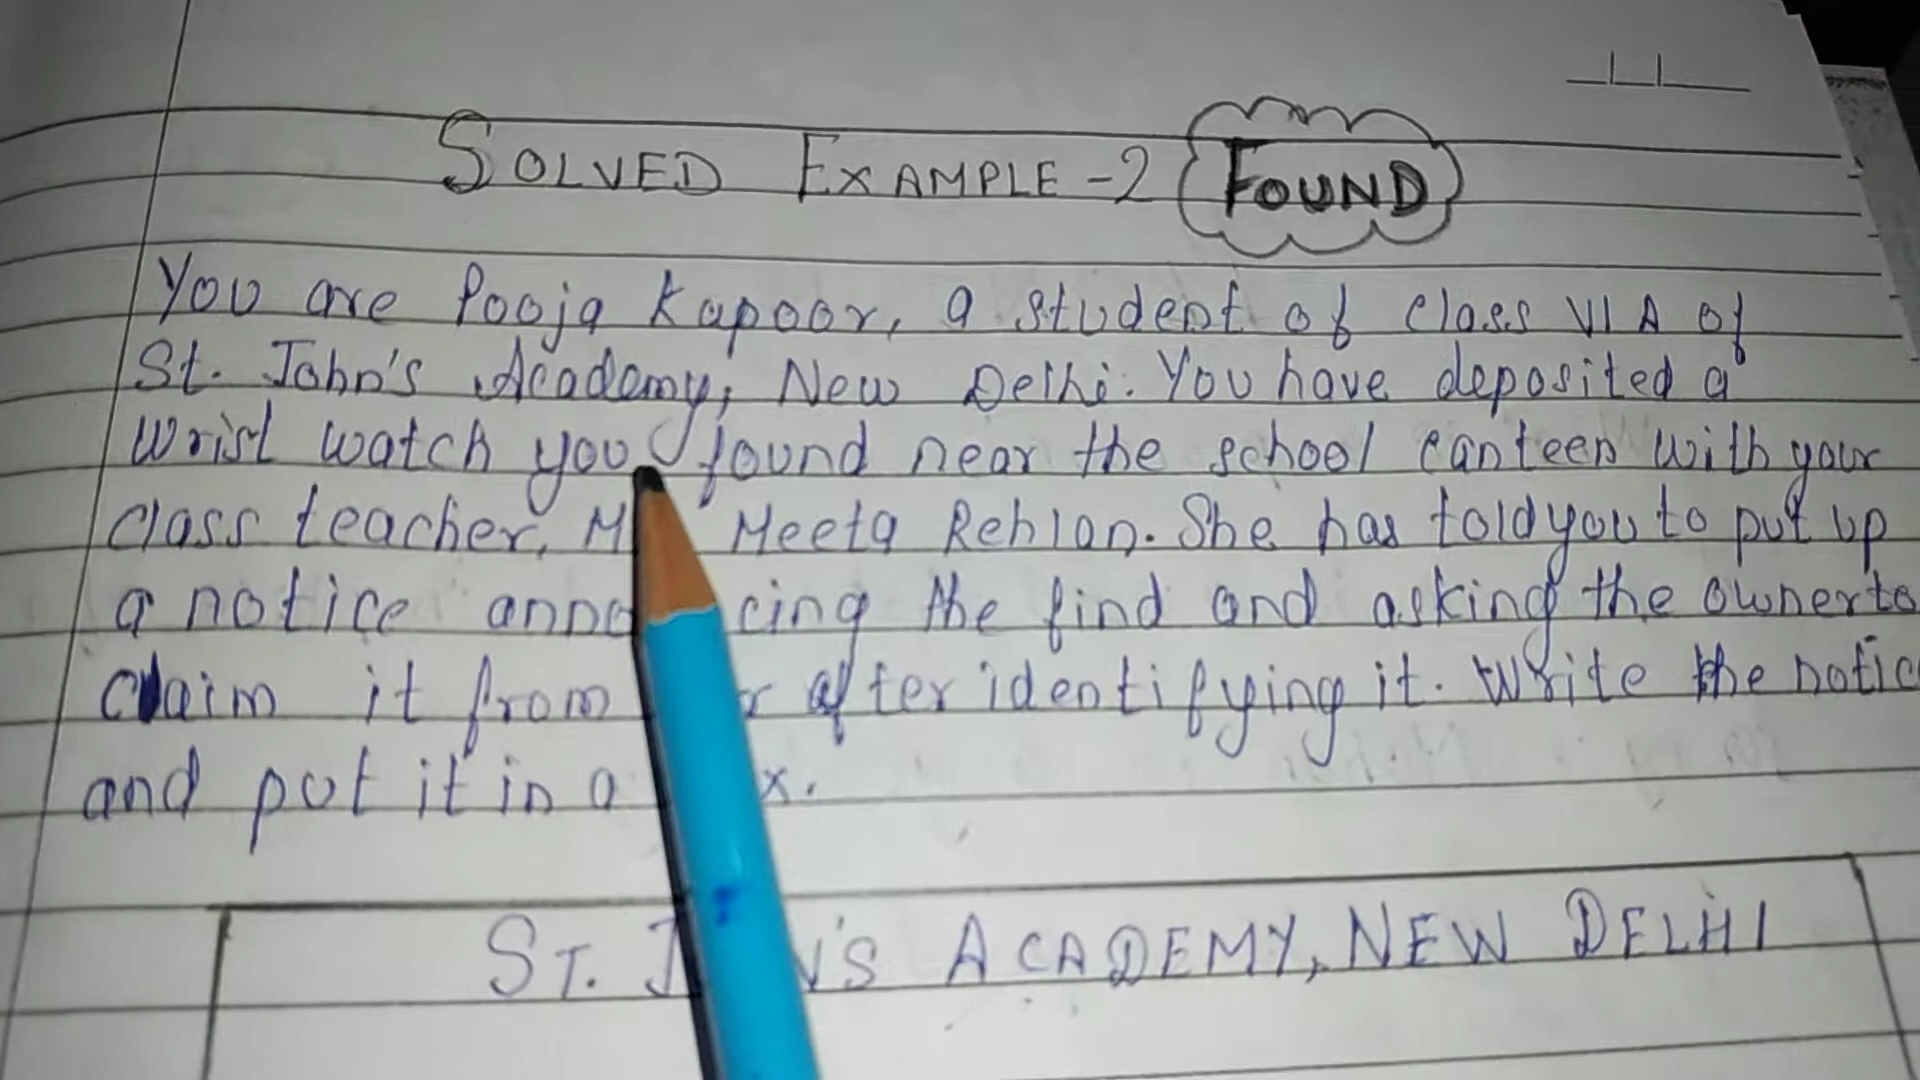 SOLVED EXAMPLE-2 FOUND
You are Pooja Kapoor, a student of class VI A of
St. John's Academy, New Delhi. You have deposited a
wrist watch you found near the school canteen with your
class teacher, Meeta Rehlan. She has told you to put up
a notice the find and asking the owner to
claim it from after identifying it. Write the notice
and put it in a
ST. ACADEMY, NEW DELHI